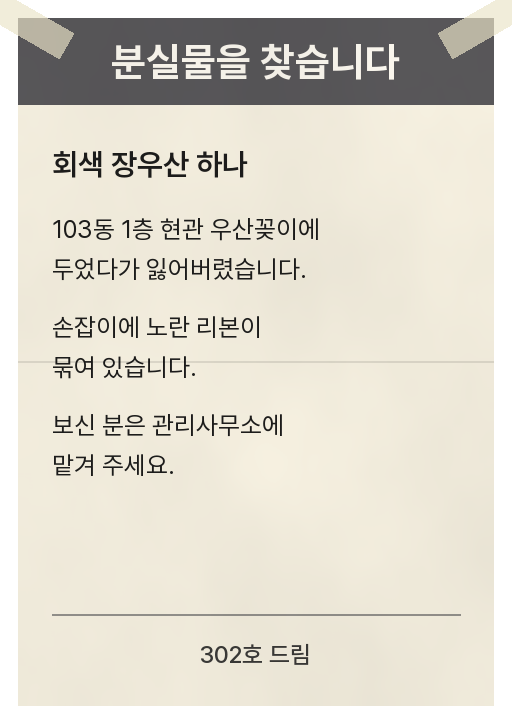 분실물을 찾습니다
회색 장우산 하나
103동 1층 현관 우산꽂이에
두었다가 잃어버렸습니다.
손잡이에 노란 리본이
묶여 있습니다.
보신 분은 관리사무소에
맡겨 주세요.
302호 드림